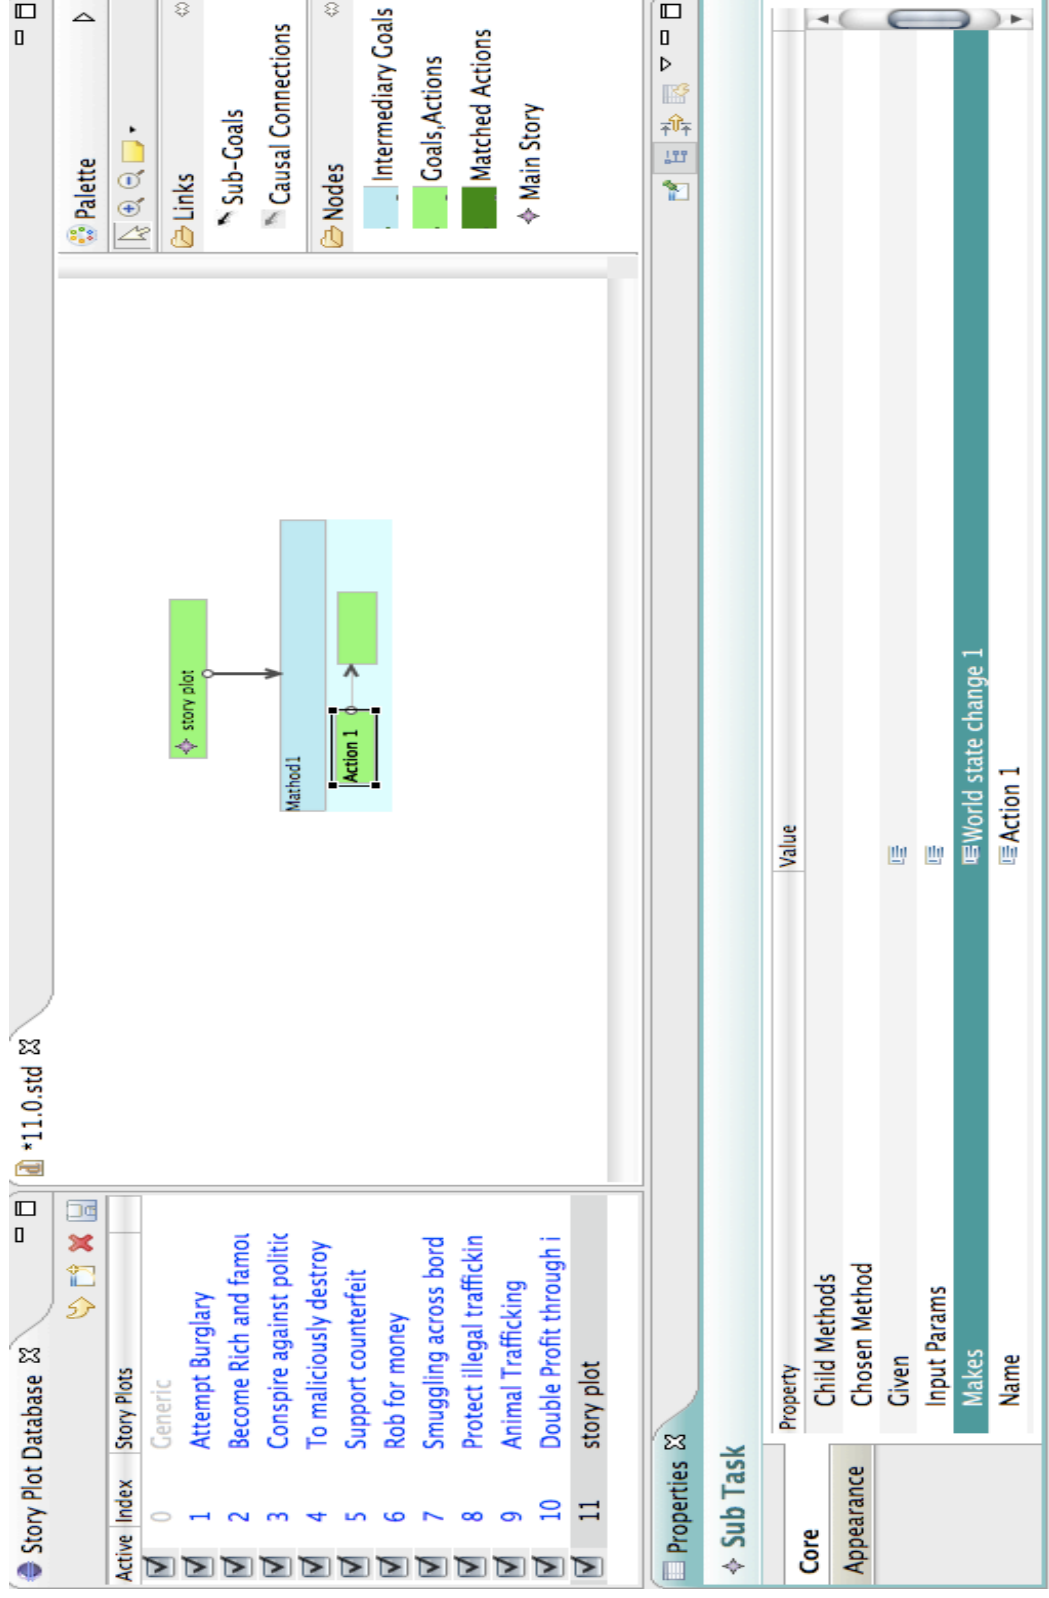 Story Plot Database
Active Index Story Plots
0 Generic
1 Attempt Burglary
2 Become Rich and famou
3 Conspire against politic
4 To maliciously destroy
5 Support counterfeit
6 Rob for money
7 Smuggling across bord
8 Protect illegal traffickin
9 Animal Trafficking
10 Double Profit through i
11 story plot
*11.0.std
story plot
Mathod1
Action 1
Palette
Links
Sub-Goals
Causal Connections
Nodes
Intermediary Goals
Goals,Actions
Matched Actions
Main Story
Properties
Sub Task
Core
Appearance
Property Value
Child Methods
Chosen Method
Given
Input Params
Makes World state change 1
Name Action 1